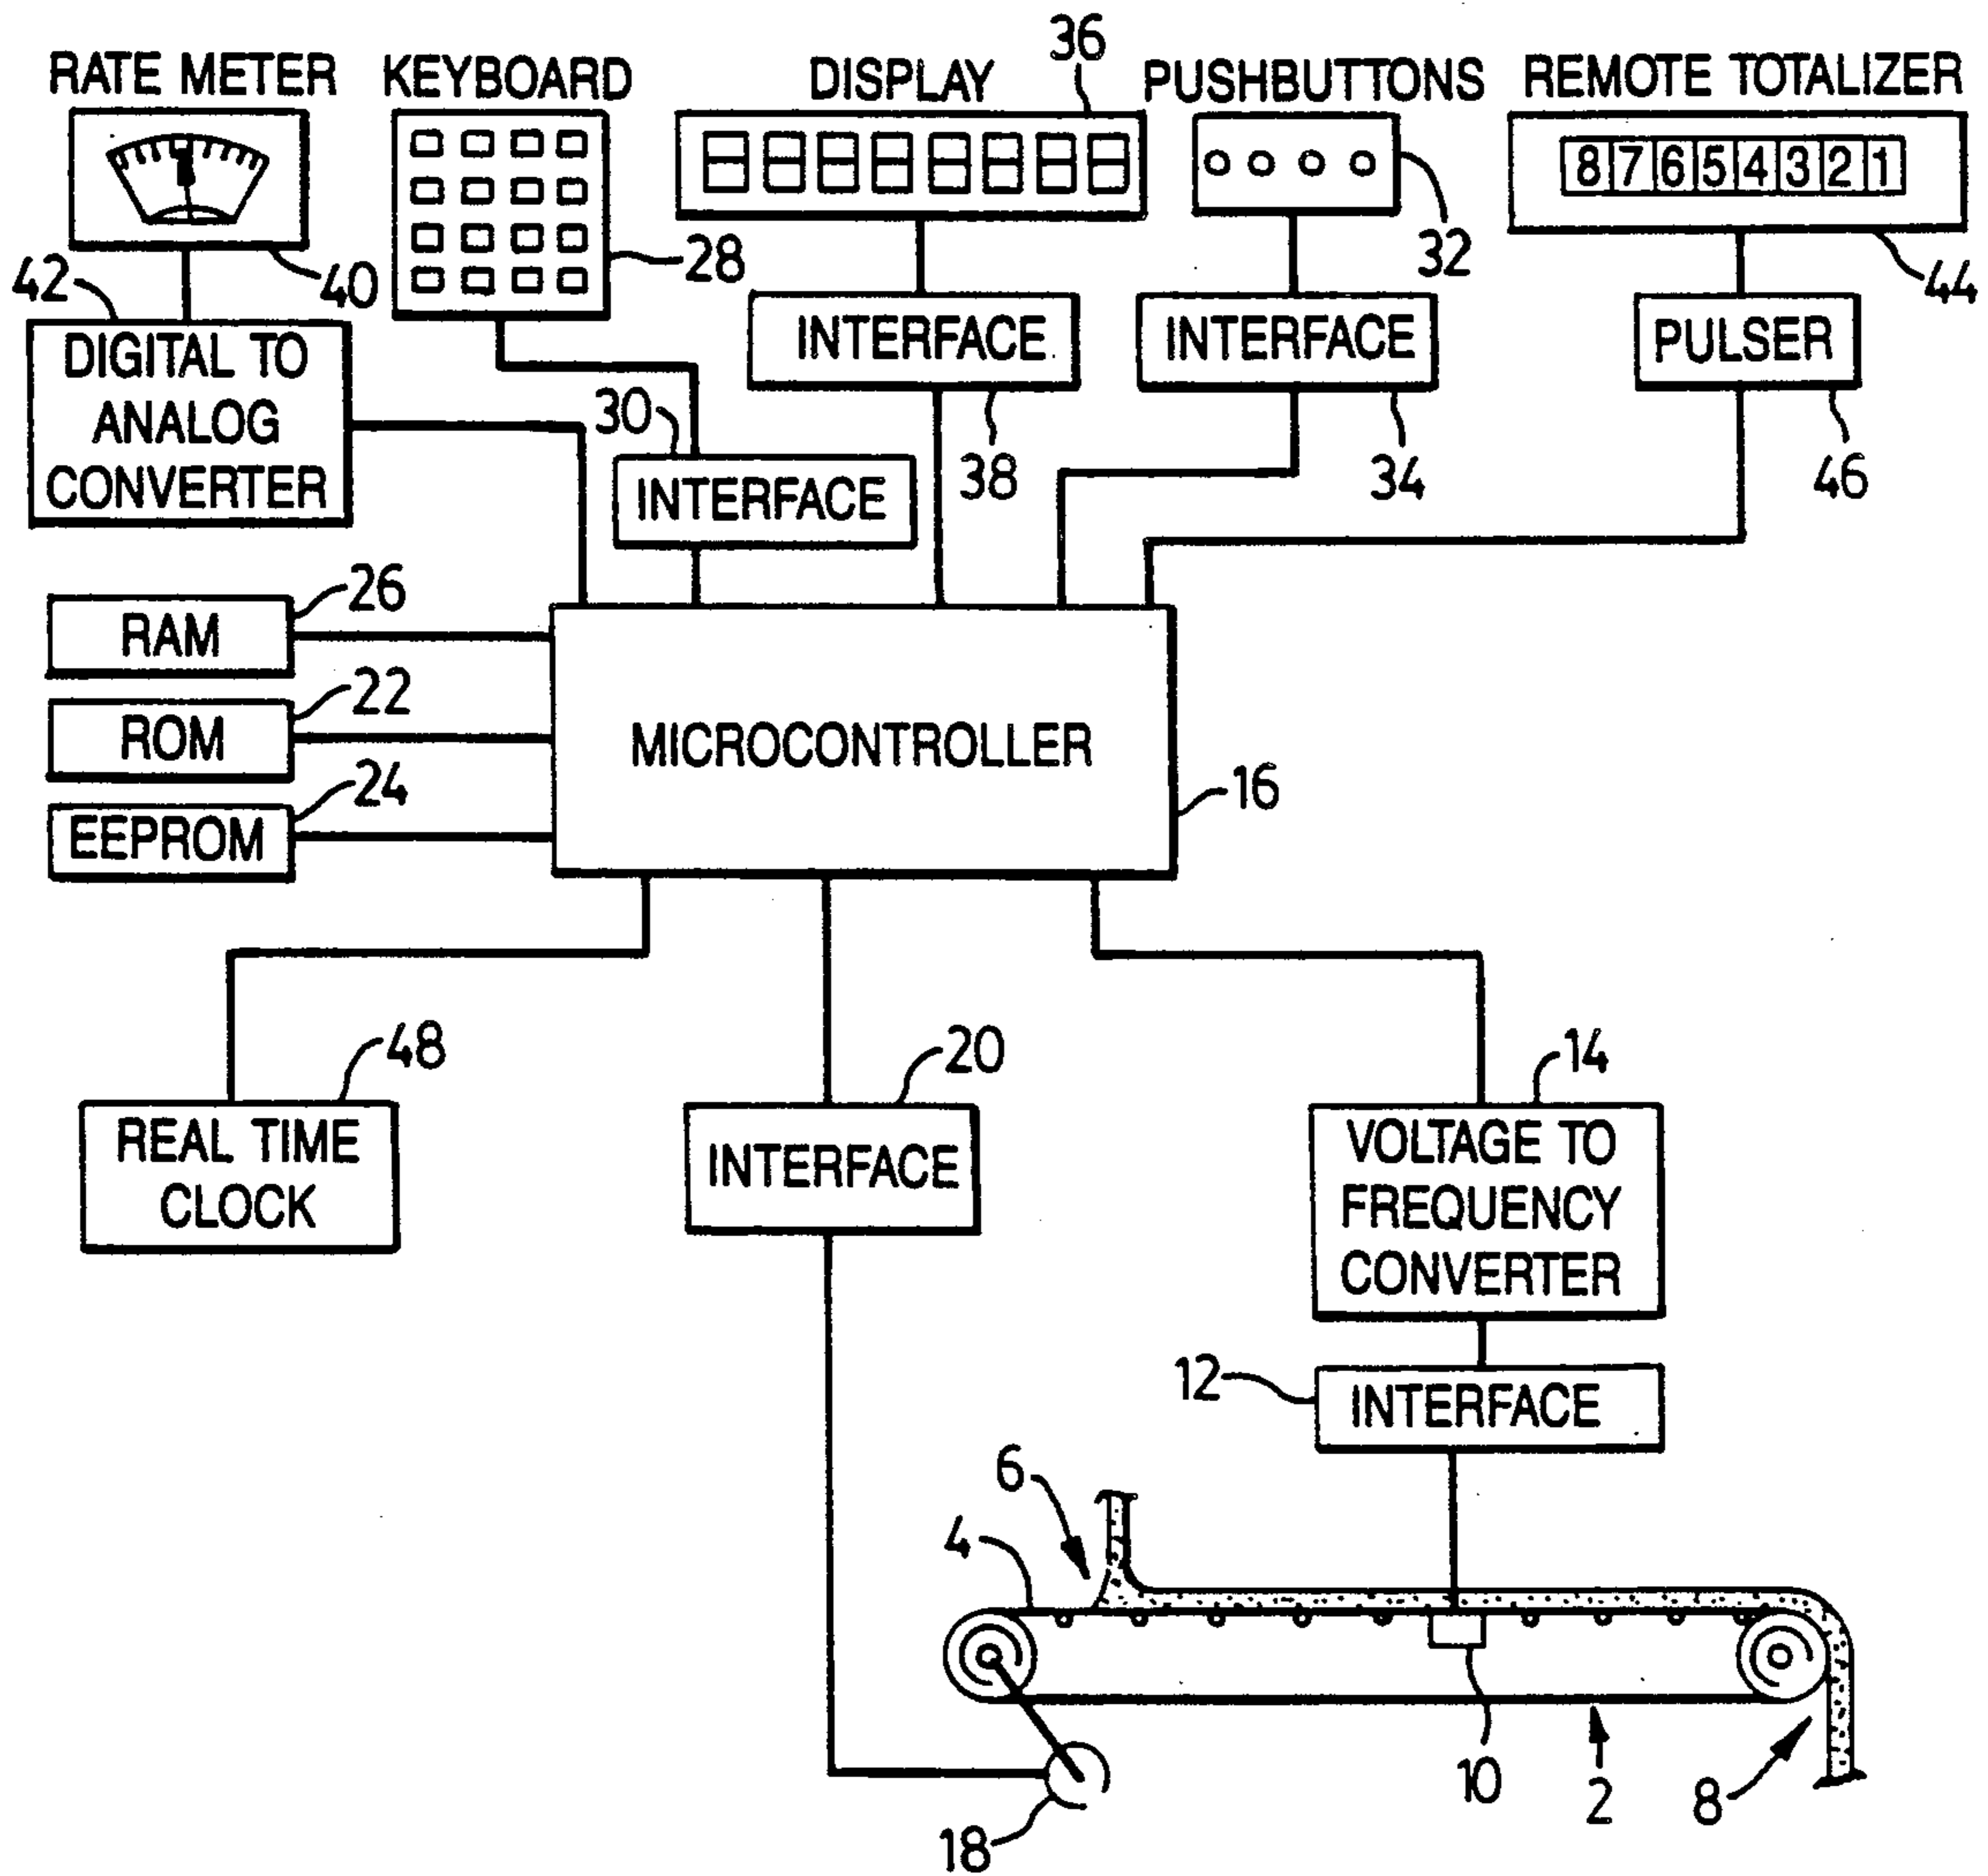 36
RATE METER
KEYBOARD
DISPLAY
PUSHBUTTONS
REMOTE TOTALIZER
8 7 6 5 4 3 2 1
42
40
28
32
44
DIGITAL TO
ANALOG
CONVERTER
INTERFACE
INTERFACE
PULSER
30
INTERFACE
38
34
46
26
RAM
22
ROM
24
EEPROM
MICROCONTROLLER
16
48
REAL TIME
CLOCK
20
INTERFACE
14
VOLTAGE TO
FREQUENCY
CONVERTER
12
INTERFACE
6
4
10
2
8
18